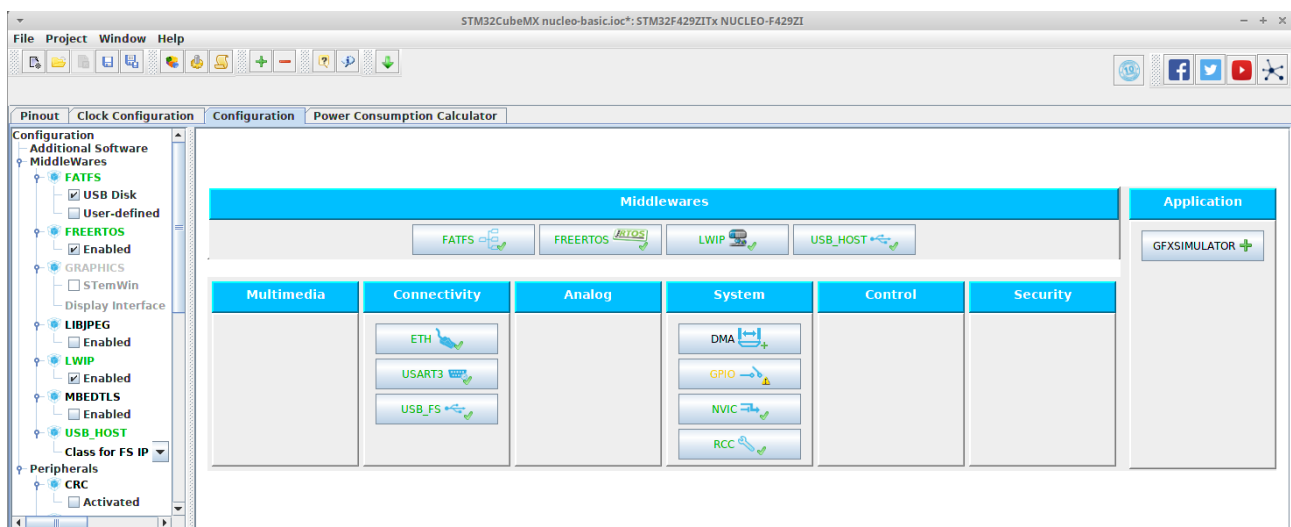 STM32CubeMX nucleo-basic.ioc*: STM32F429ZITx NUCLEO-F429ZI
File Project Window Help
Pinout Clock Configuration Configuration Power Consumption Calculator
Configuration
Additional Software
MiddleWares
FATFS
USB Disk
User-defined
FREERTOS
Enabled
GRAPHICS
STemWin
Display Interface
LIBJPEG
Enabled
LWIP
Enabled
MBEDTLS
Enabled
USB_HOST
Class for FS IP
Peripherals
CRC
Activated
Middlewares
FATFS FREERTOS RTOS LWIP USB_HOST
Application
GFXSIMULATOR
Multimedia Connectivity Analog System Control Security
ETH DMA
USART3 GPIO
USB_FS NVIC
RCC